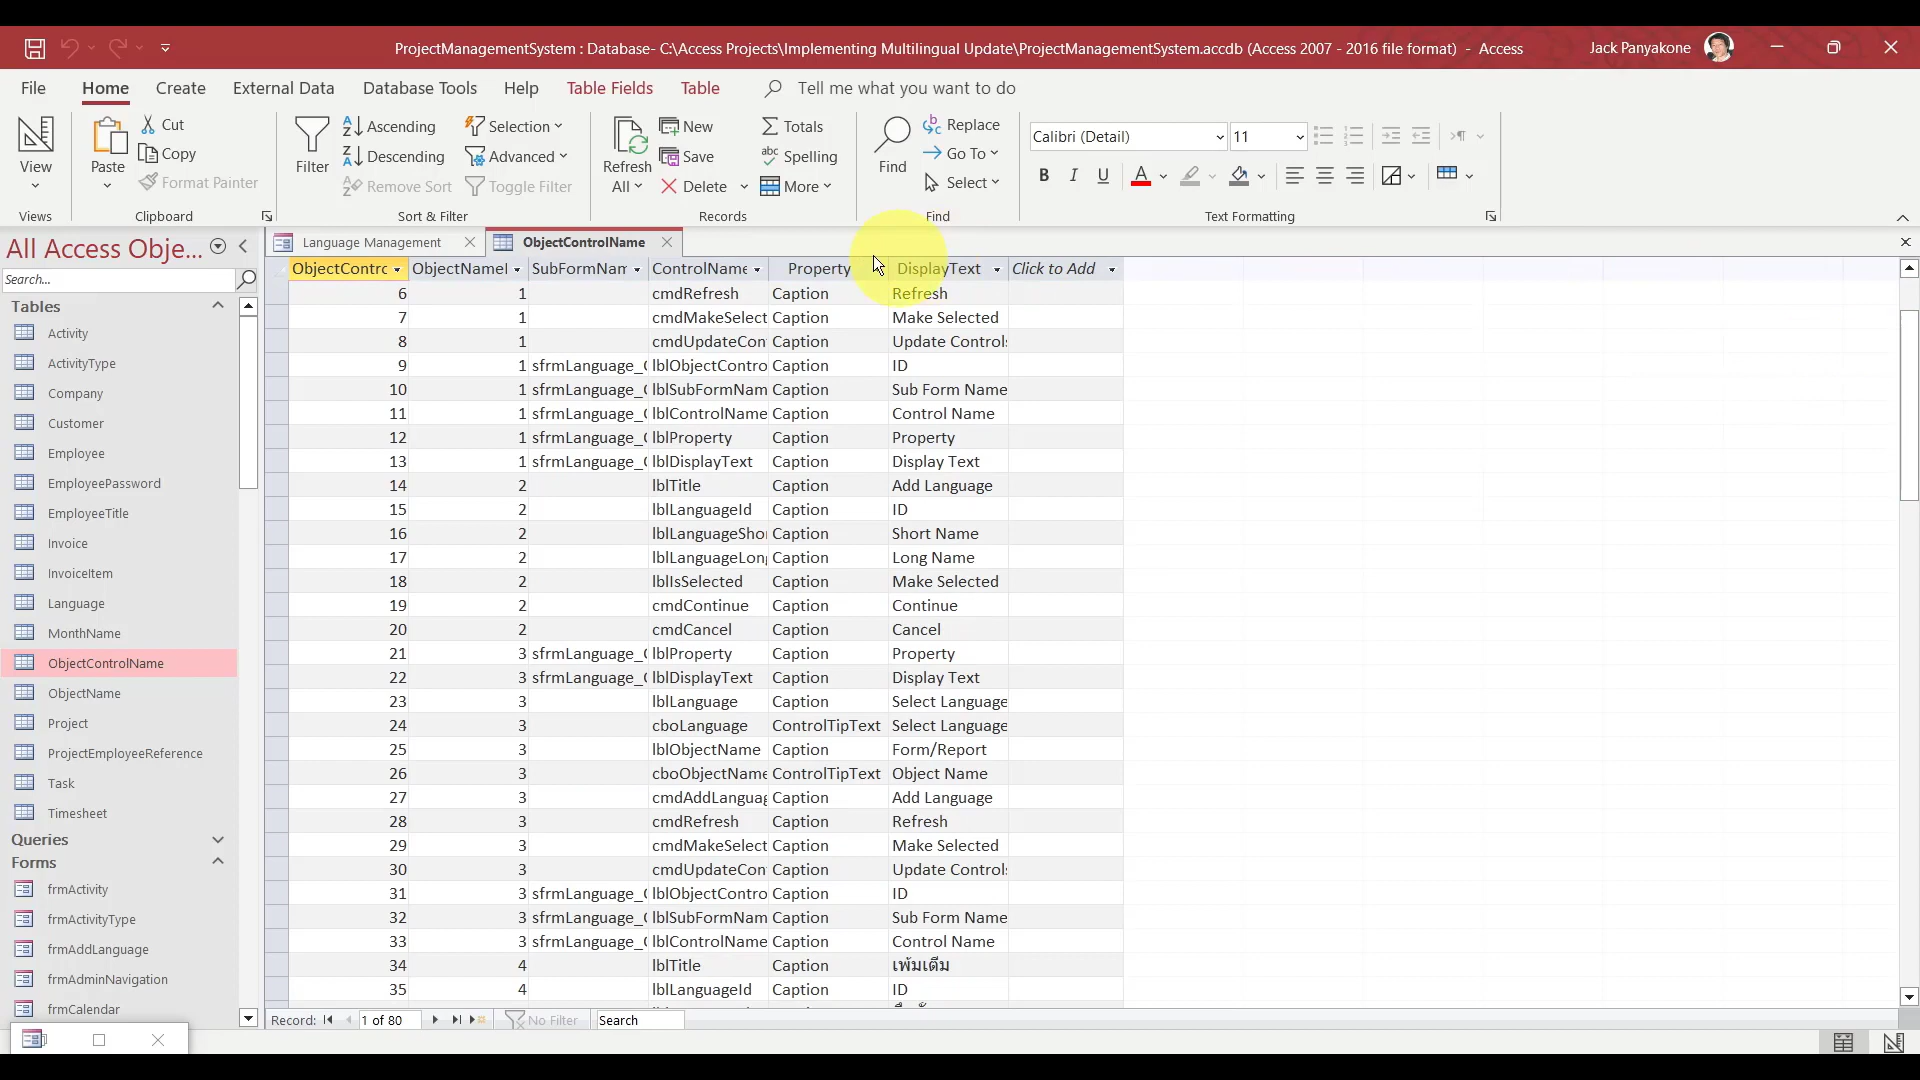 ProjectManagementSystem : Database- C:\Access Projects\Implementing Multilingual Update\ProjectManagementSystem.accdb (Access 2007 - 2016 file format) - Access
Jack Panyakone
File Home Create External Data Database Tools Help Table Fields Table Tell me what you want to do
View
Views
Paste
Cut
Copy
Format Painter
Clipboard
Filter
Ascending
Descending
Remove Sort
Selection
Advanced
Toggle Filter
Sort & Filter
Refresh
All
New
Save
Delete
Totals
Spelling
More
Records
Find
Replace
Go To
Select
Find
Calibri (Detail) 11
B I U
Text Formatting
All Access Obje...
Search...
Tables
Activity
ActivityType
Company
Customer
Employee
EmployeePassword
EmployeeTitle
Invoice
InvoiceItem
Language
MonthName
ObjectControlName
ObjectName
Project
ProjectEmployeeReference
Task
Timesheet
Queries
Forms
frmActivity
frmActivityType
frmAddLanguage
frmAdminNavigation
frmCalendar
Language Management ObjectControlName
ObjectContrc ObjectNameI SubFormNam ControlName Property DisplayText Click to Add
6 1 cmdRefresh Caption Refresh
7 1 cmdMakeSelect Caption Make Selected
8 1 cmdUpdateCon Caption Update Controls
9 1 sfrmLanguage_ lblObjectContro Caption ID
10 1 sfrmLanguage_ lblSubFormNam Caption Sub Form Name
11 1 sfrmLanguage_ lblControlName Caption Control Name
12 1 sfrmLanguage_ lblProperty Caption Property
13 1 sfrmLanguage_ lblDisplayText Caption Display Text
14 2 lblTitle Caption Add Language
15 2 lblLanguageId Caption ID
16 2 lblLanguageSho Caption Short Name
17 2 lblLanguageLon Caption Long Name
18 2 lblIsSelected Caption Make Selected
19 2 cmdContinue Caption Continue
20 2 cmdCancel Caption Cancel
21 3 sfrmLanguage_ lblProperty Caption Property
22 3 sfrmLanguage_ lblDisplayText Caption Display Text
23 3 lblLanguage Caption Select Language
24 3 cboLanguage ControlTipText Select Language
25 3 lblObjectName Caption Form/Report
26 3 cboObjectName ControlTipText Object Name
27 3 cmdAddLanguag Caption Add Language
28 3 cmdRefresh Caption Refresh
29 3 cmdMakeSelect Caption Make Selected
30 3 cmdUpdateCon Caption Update Controls
31 3 sfrmLanguage_ lblObjectContro Caption ID
32 3 sfrmLanguage_ lblSubFormNam Caption Sub Form Name
33 3 sfrmLanguage_ lblControlName Caption Control Name
34 4 lblTitle Caption เพ้มเตีม
35 4 lblLanguageId Caption ID
Record: 1 of 80 No Filter Search